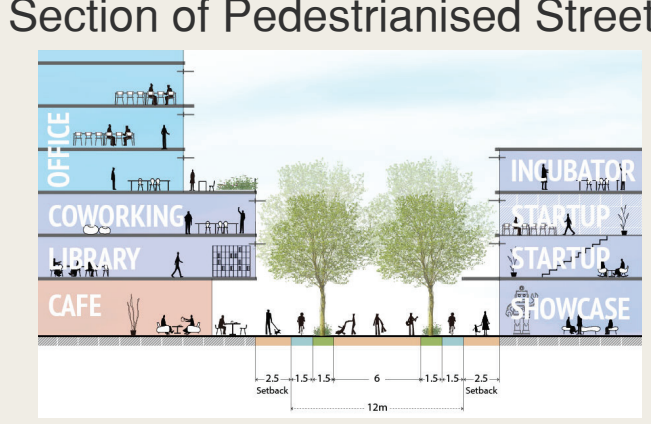 Section of Pedestrianised Street
OFFICE
INCUBATOR
COWORKING
STARTUP
LIBRARY
STARTUP
CAFE
SHOWCASE
2.5 1.5 1.5 6 1.5 1.5 2.5
Setback Setback
12m